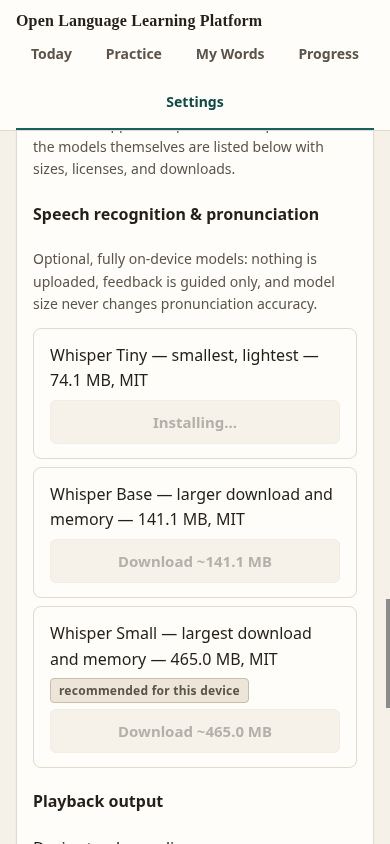 Open Language Learning Platform
Today Practice My Words Progress
Settings
the models themselves are listed below with
sizes, licenses, and downloads.
Speech recognition & pronunciation
Optional, fully on-device models: nothing is
uploaded, feedback is guided only, and model
size never changes pronunciation accuracy.
Whisper Tiny — smallest, lightest —
74.1 MB, MIT
Installing…
Whisper Base — larger download and
memory — 141.1 MB, MIT
Download ~141.1 MB
Whisper Small — largest download
and memory — 465.0 MB, MIT
recommended for this device
Download ~465.0 MB
Playback output